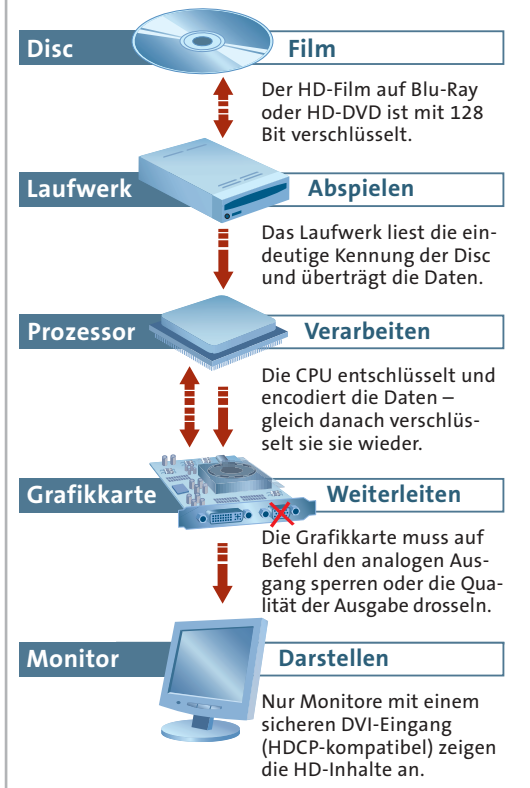 Disc Film
Der HD-Film auf Blu-Ray
oder HD-DVD ist mit 128
Bit verschlüsselt.
Laufwerk Abspielen
Das Laufwerk liest die ein-
deutige Kennung der Disc
und überträgt die Daten.
Prozessor Verarbeiten
Die CPU entschlüsselt und
encodiert die Daten –
gleich danach verschlüs-
selt sie sie wieder.
Grafikkarte Weiterleiten
Die Grafikkarte muss auf
Befehl den analogen Aus-
gang sperren oder die Qua-
lität der Ausgabe drosseln.
Monitor Darstellen
Nur Monitore mit einem
sicheren DVI-Eingang
(HDCP-kompatibel) zeigen
die HD-Inhalte an.